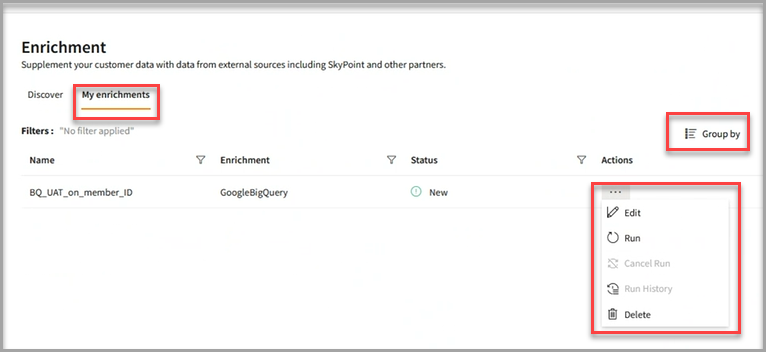 Enrichment
Supplement your customer data with data from external sources including SkyPoint and other partners.
Discover My enrichments
Filters : "No filter applied" Group by
Name Enrichment Status Actions
BQ_UAT_on_member_ID GoogleBigQuery New ...
Edit
Run
Cancel Run
Run History
Delete